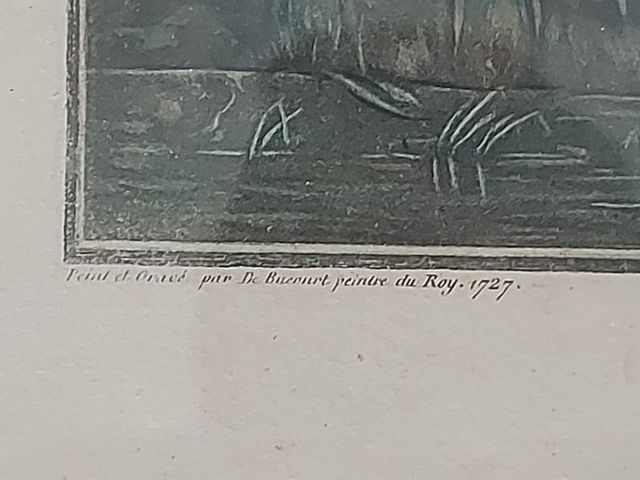 Peint et Gravé par De Bucourt peintre du Roy. 1727.